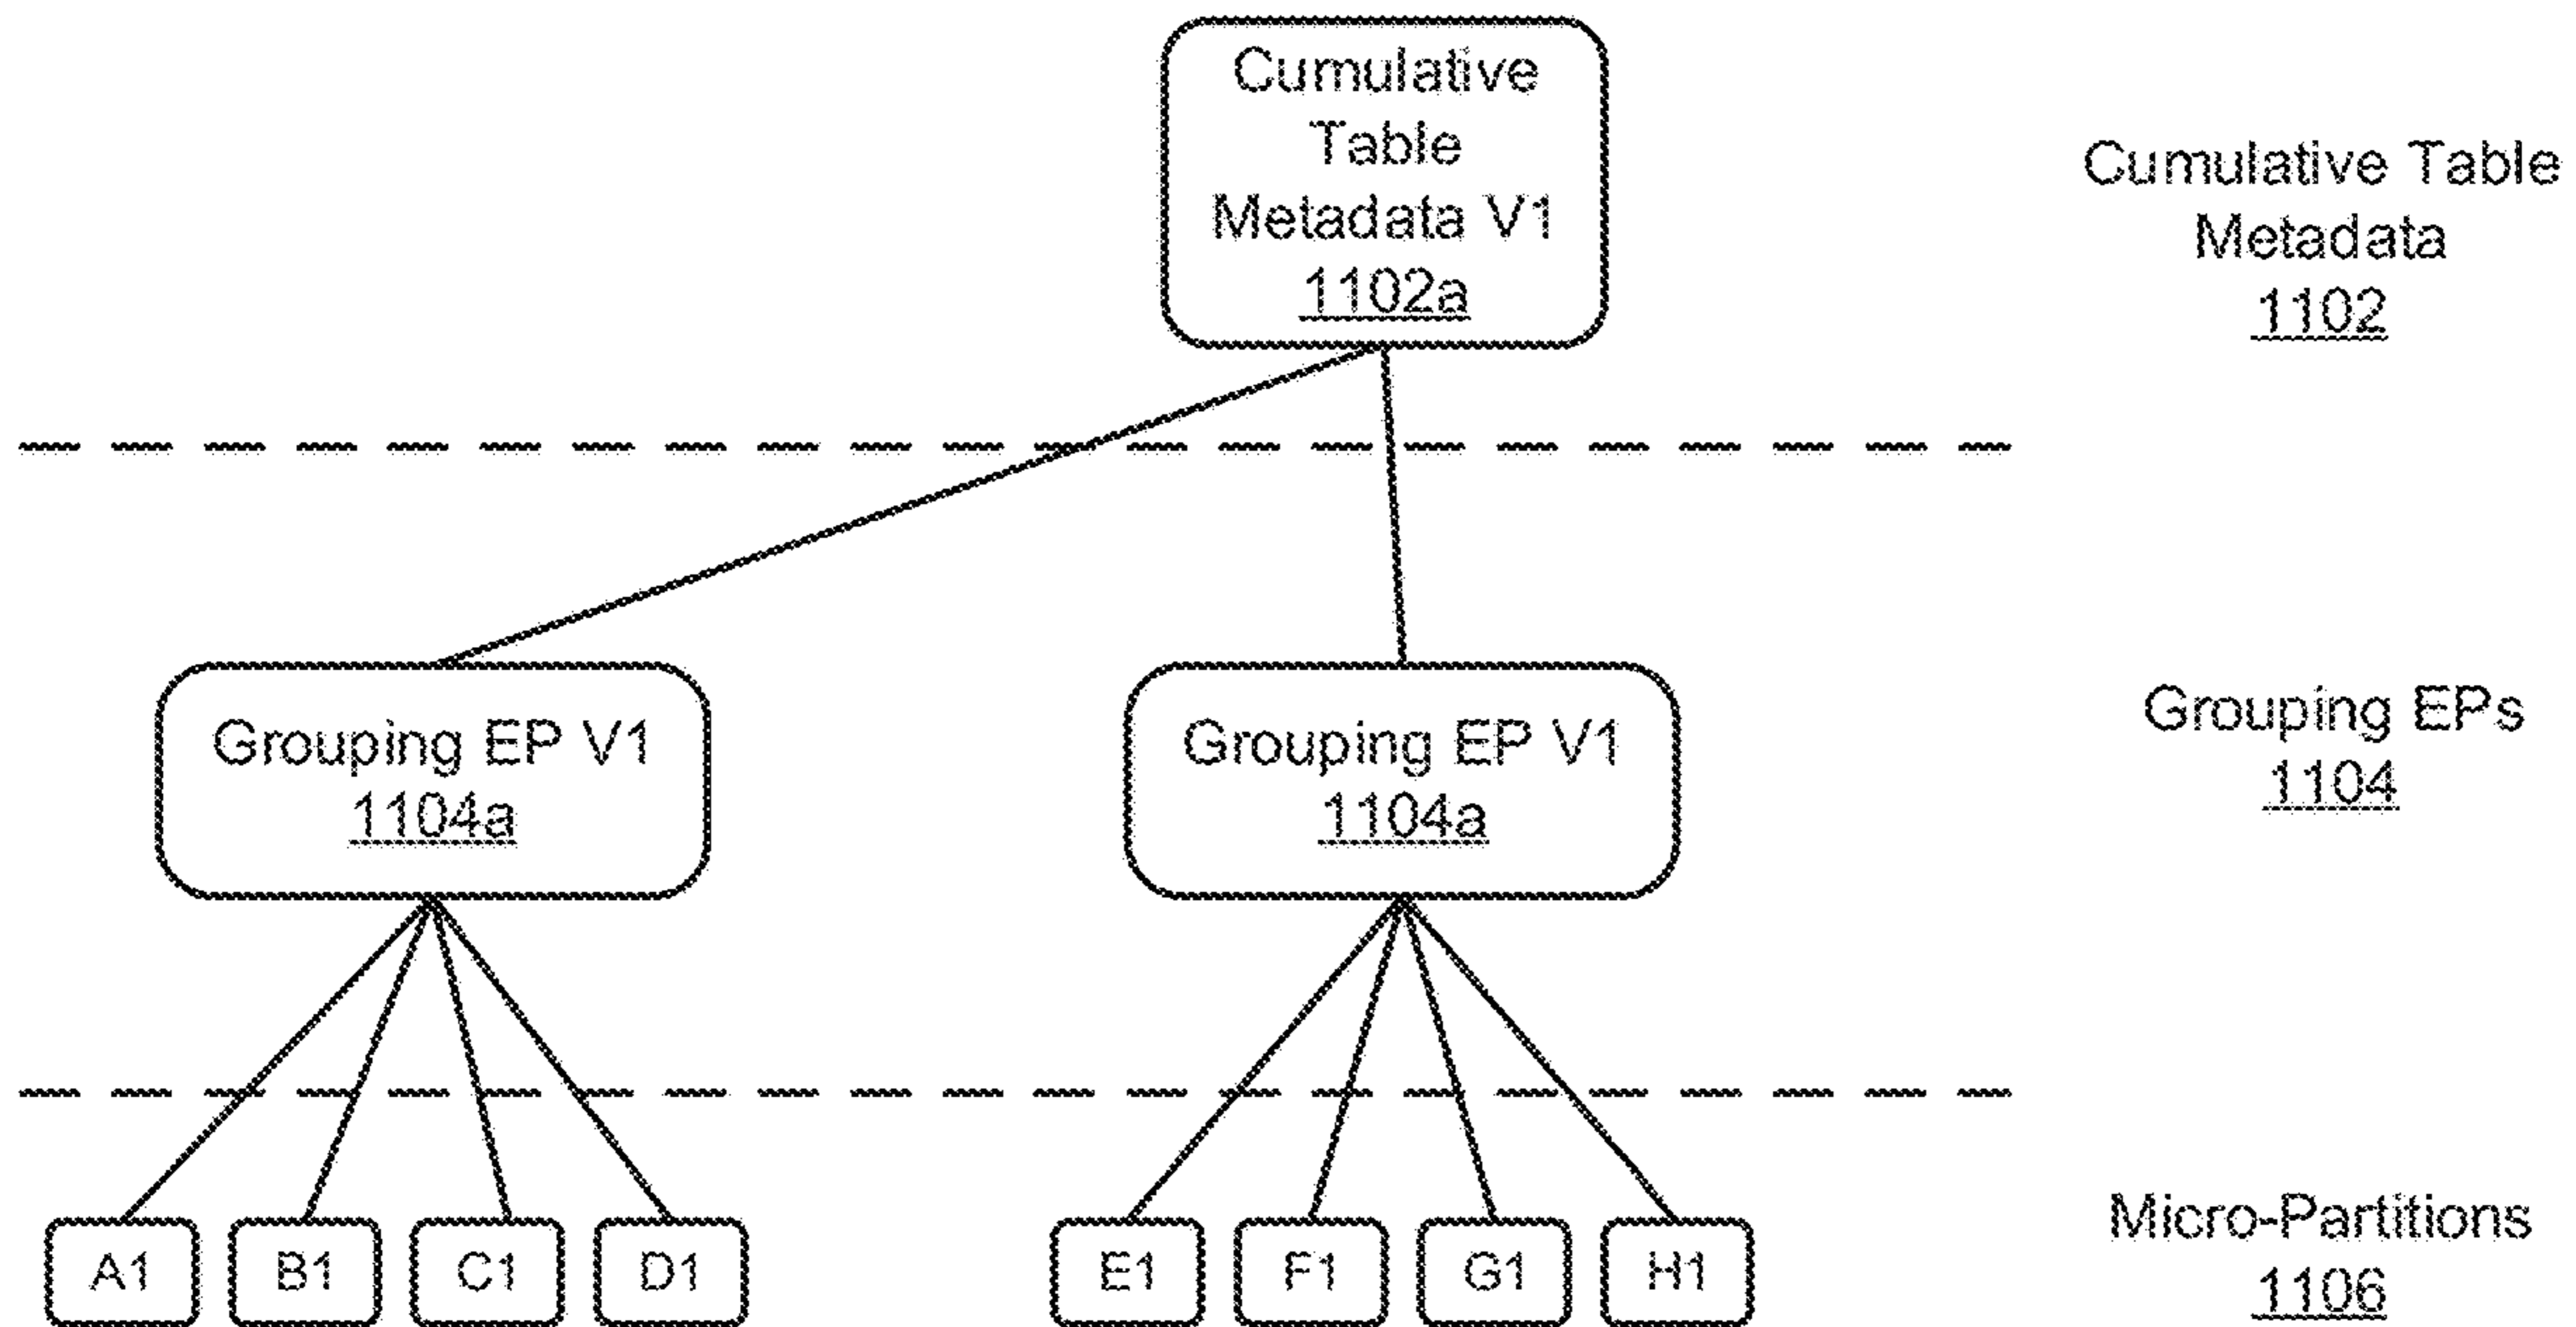 Cumulative
Table
Metadata V1
1102a
Cumulative Table
Metadata
1102
Grouping EP V1
1104a
Grouping EP V1
1104a
Grouping EPs
1104
A1
B1
C1
D1
E1
F1
G1
H1
Micro-Partitions
1106